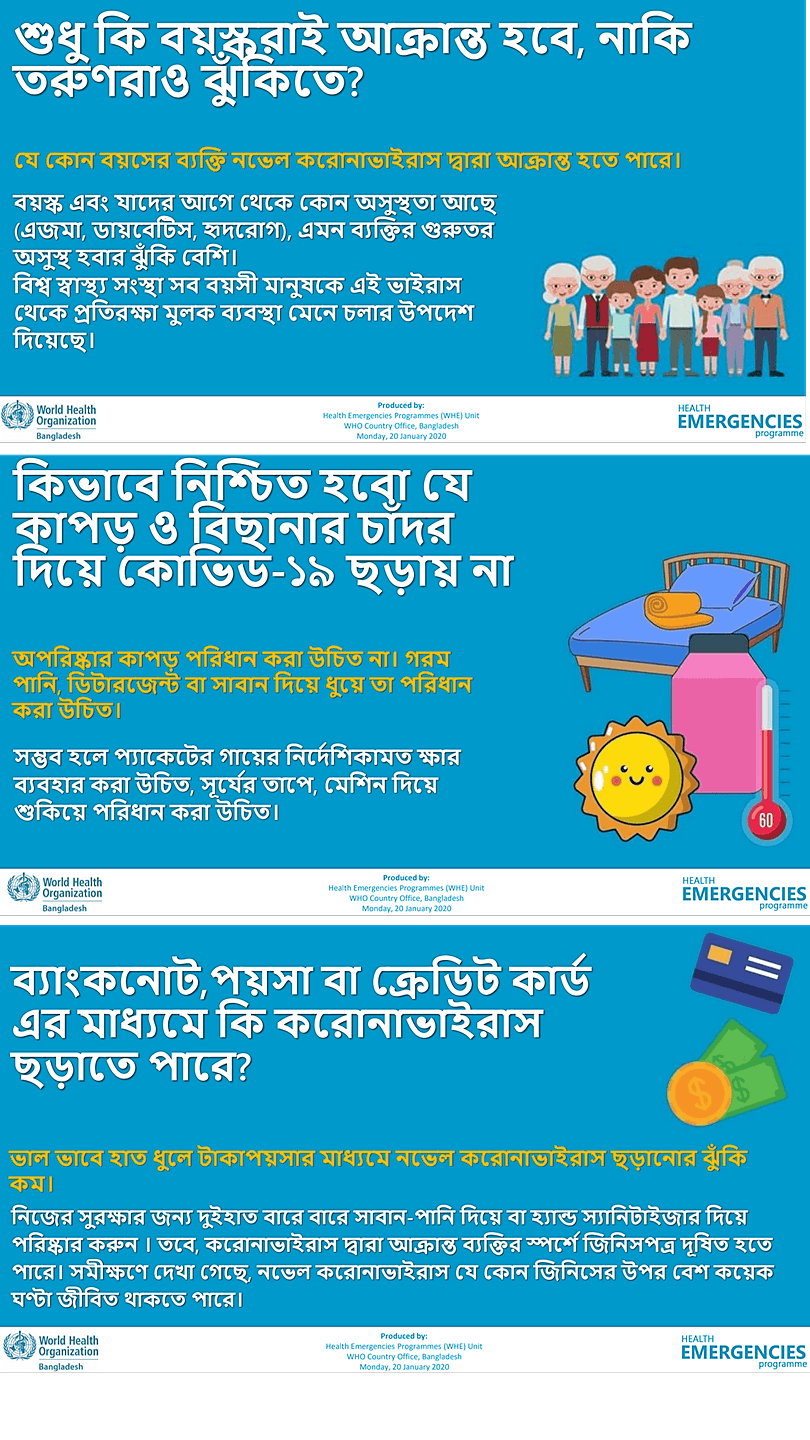 শুধু কি বয়স্করাই আক্রান্ত হবে, নাকি
তরুণরাও ঝুঁকিতে?
যে কোন বয়সের ব্যক্তি নভেল করোনাভাইরাস দ্বারা আক্রান্ত হতে পারে।
বয়স্ক এবং যাদের আগে থেকে কোন অসুস্থতা আছে
(এজমা, ডায়বেটিস, হৃদরোগ), এমন ব্যক্তির গুরুতর
অসুস্থ হবার ঝুঁকি বেশি।
বিশ্ব স্বাস্থ্য সংস্থা সব বয়সী মানুষকে এই ভাইরাস
থেকে প্রতিরক্ষা মুলক ব্যবস্থা মেনে চলার উপদেশ
দিয়েছে।
World Health
Organization
Bangladesh
Produced by:
Health Emergencies Programmes (WHE) Unit
WHO Country Office, Bangladesh
Monday, 20 January 2020
HEALTH
EMERGENCIES
programme
কিভাবে নিশ্চিত হবো যে
কাপড় ও বিছানার চাঁদর
দিয়ে কোভিড-১৯ ছড়ায় না
অপরিষ্কার কাপড় পরিধান করা উচিত না। গরম
পানি, ডিটারজেন্ট বা সাবান দিয়ে ধুয়ে তা পরিধান
করা উচিত।
সম্ভব হলে প্যাকেটের গায়ের নির্দেশিকামত ক্ষার
ব্যবহার করা উচিত, সূর্যের তাপে, মেশিন দিয়ে
শুকিয়ে পরিধান করা উচিত।
60
World Health
Organization
Bangladesh
Produced by:
Health Emergencies Programmes (WHE) Unit
WHO Country Office, Bangladesh
Monday, 20 January 2020
HEALTH
EMERGENCIES
programme
ব্যাংকনোট,পয়সা বা ক্রেডিট কার্ড
এর মাধ্যমে কি করোনাভাইরাস
ছড়াতে পারে?
ভাল ভাবে হাত ধুলে টাকাপয়সার মাধ্যমে নভেল করোনাভাইরাস ছড়ানোর ঝুঁকি
কম।
নিজের সুরক্ষার জন্য দুইহাত বারে বারে সাবান-পানি দিয়ে বা হ্যান্ড স্যানিটাইজার দিয়ে
পরিষ্কার করুন । তবে, করোনাভাইরাস দ্বারা আক্রান্ত ব্যক্তির স্পর্শে জিনিসপত্র দূষিত হতে
পারে। সমীক্ষণে দেখা গেছে, নভেল করোনাভাইরাস যে কোন জিনিসের উপর বেশ কয়েক
ঘণ্টা জীবিত থাকতে পারে।
World Health
Organization
Bangladesh
Produced by:
Health Emergencies Programmes (WHE) Unit
WHO Country Office, Bangladesh
Monday, 20 January 2020
HEALTH
EMERGENCIES
programme